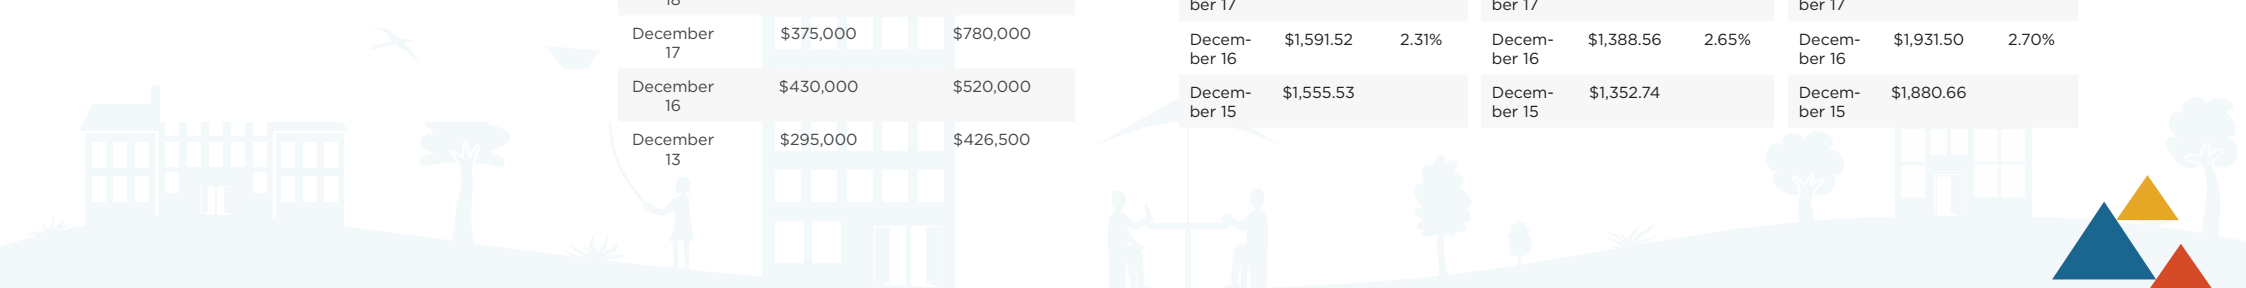 18
December $375,000 $780,000
17
December $430,000 $520,000
16
December $295,000 $426,500
13
ber 17
Decem- $1,591.52 2.31%
ber 16
Decem- $1,555.53
ber 15
ber 17
Decem- $1,388.56 2.65%
ber 16
Decem- $1,352.74
ber 15
ber 17
Decem- $1,931.50 2.70%
ber 16
Decem- $1,880.66
ber 15